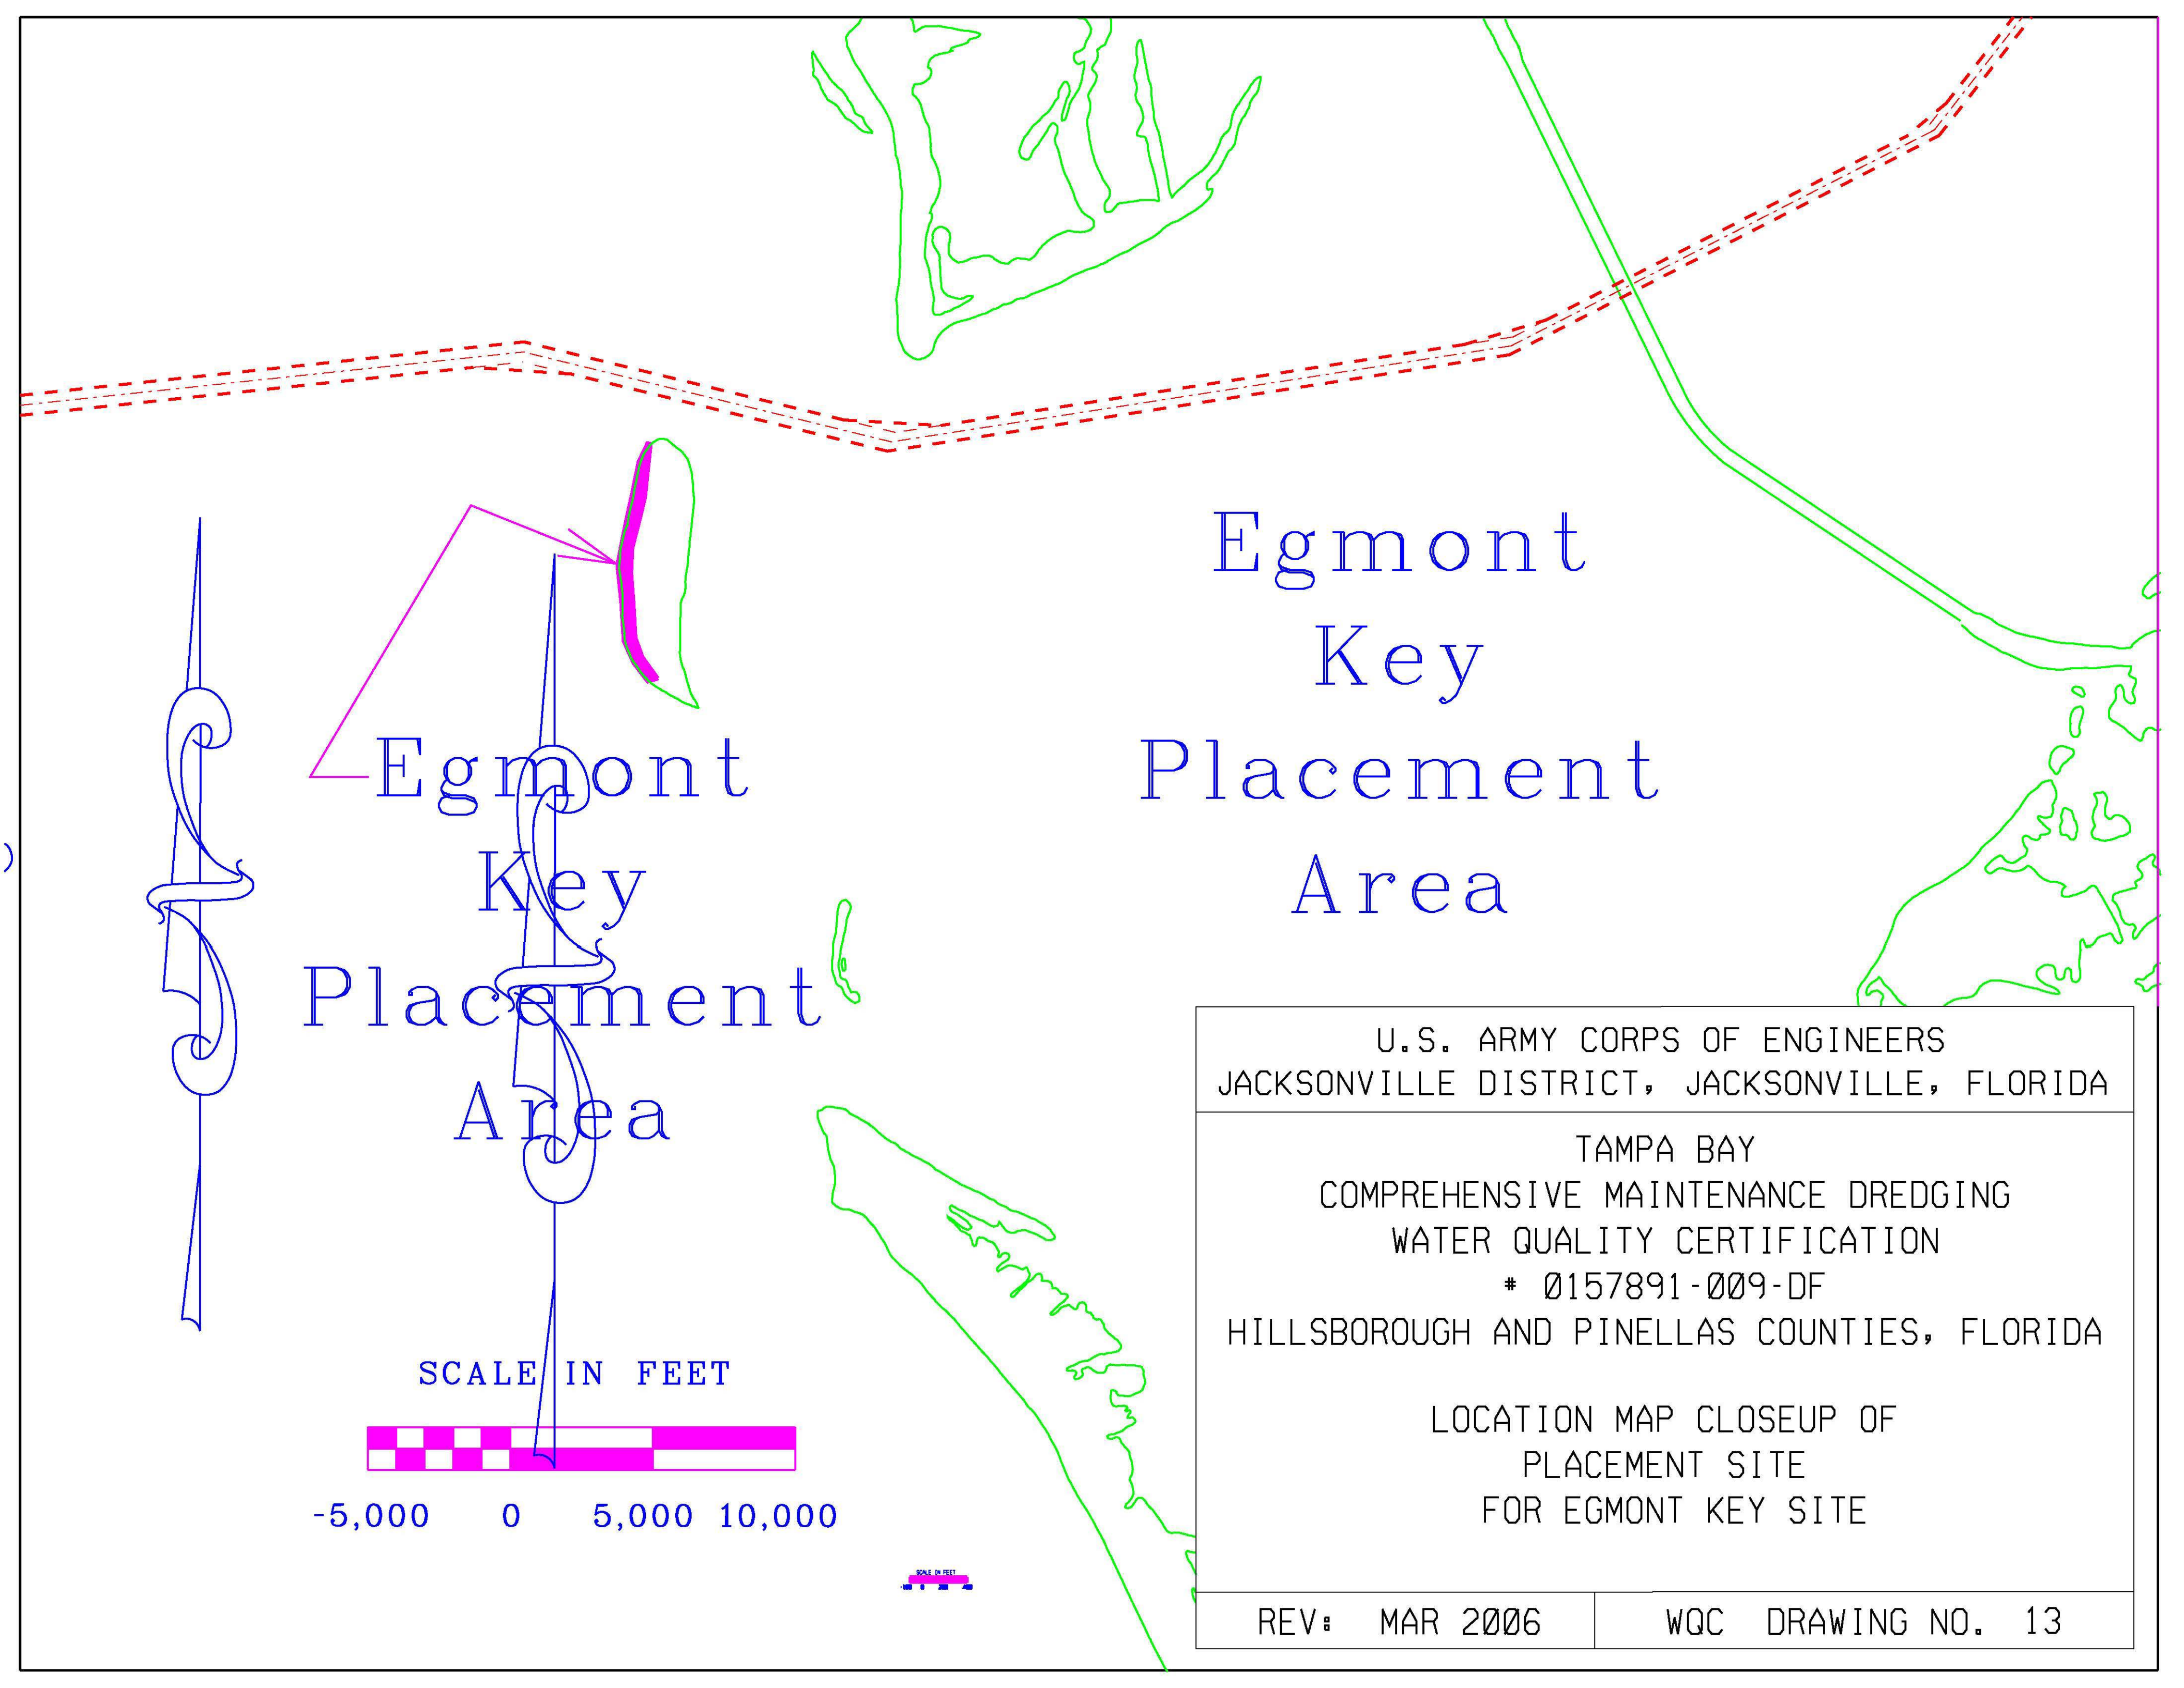 Egmont
Key
Placement
Area
Egmont
Key
Placement
Area
SCALE IN FEET
-5,000 0 5,000 10,000
SCALE IN FEET
U.S. ARMY CORPS OF ENGINEERS
JACKSONVILLE DISTRICT, JACKSONVILLE, FLORIDA
TAMPA BAY
COMPREHENSIVE MAINTENANCE DREDGING
WATER QUALITY CERTIFICATION
# 0157891-009-DF
HILLSBOROUGH AND PINELLAS COUNTIES, FLORIDA
LOCATION MAP CLOSEUP OF
PLACEMENT SITE
FOR EGMONT KEY SITE
REV: MAR 2006
WQC DRAWING NO. 13